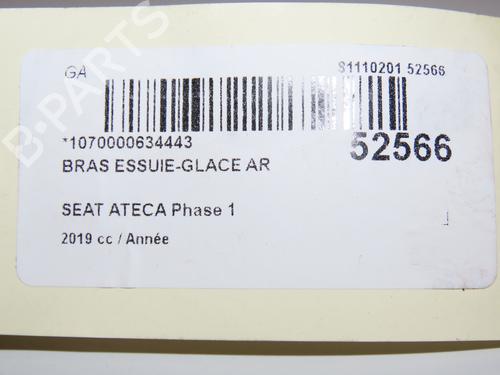 GA
S1110201 52566
*1070000634443
52566
BRAS ESSUIE-GLACE AR
SEAT ATECA Phase 1
2019 cc / Année
B-PARTS